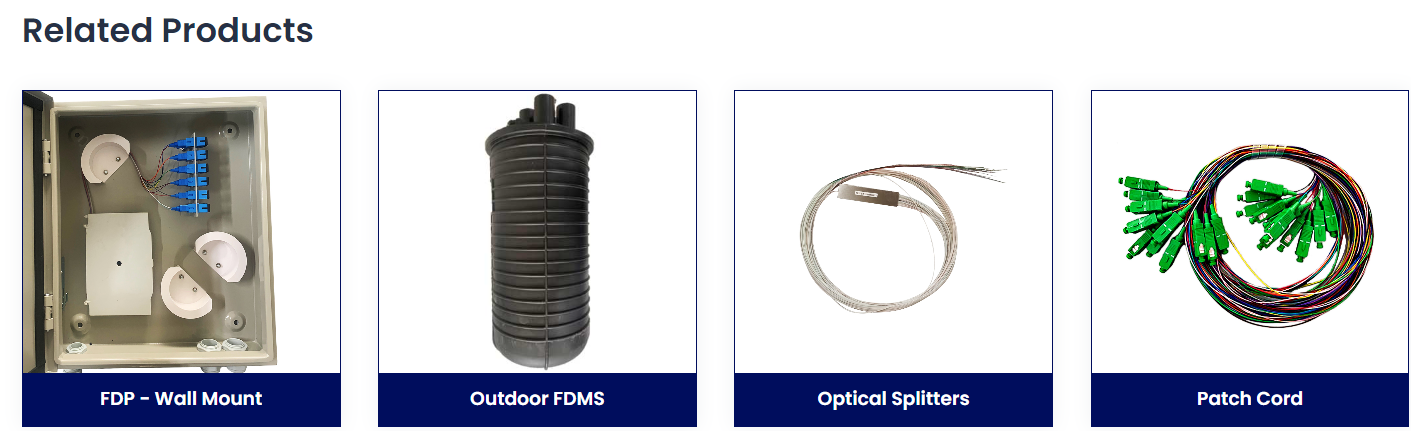 Related Products
FDP - Wall Mount
Outdoor FDMS
Optical Splitters
Patch Cord